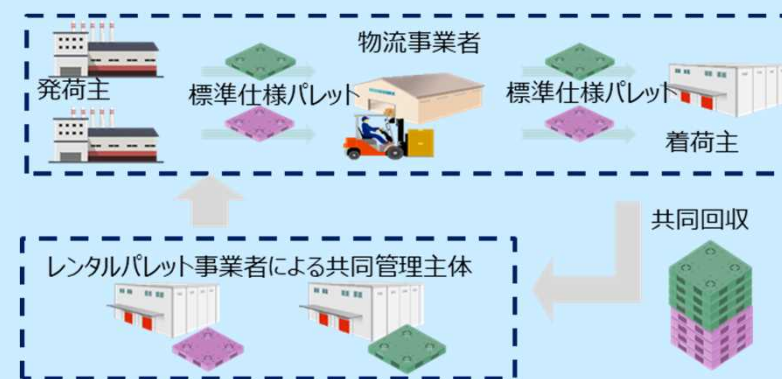 物流事業者
発荷主
標準仕様パレット
標準仕様パレット
着荷主
共同回収
レンタルパレット事業者による共同管理主体